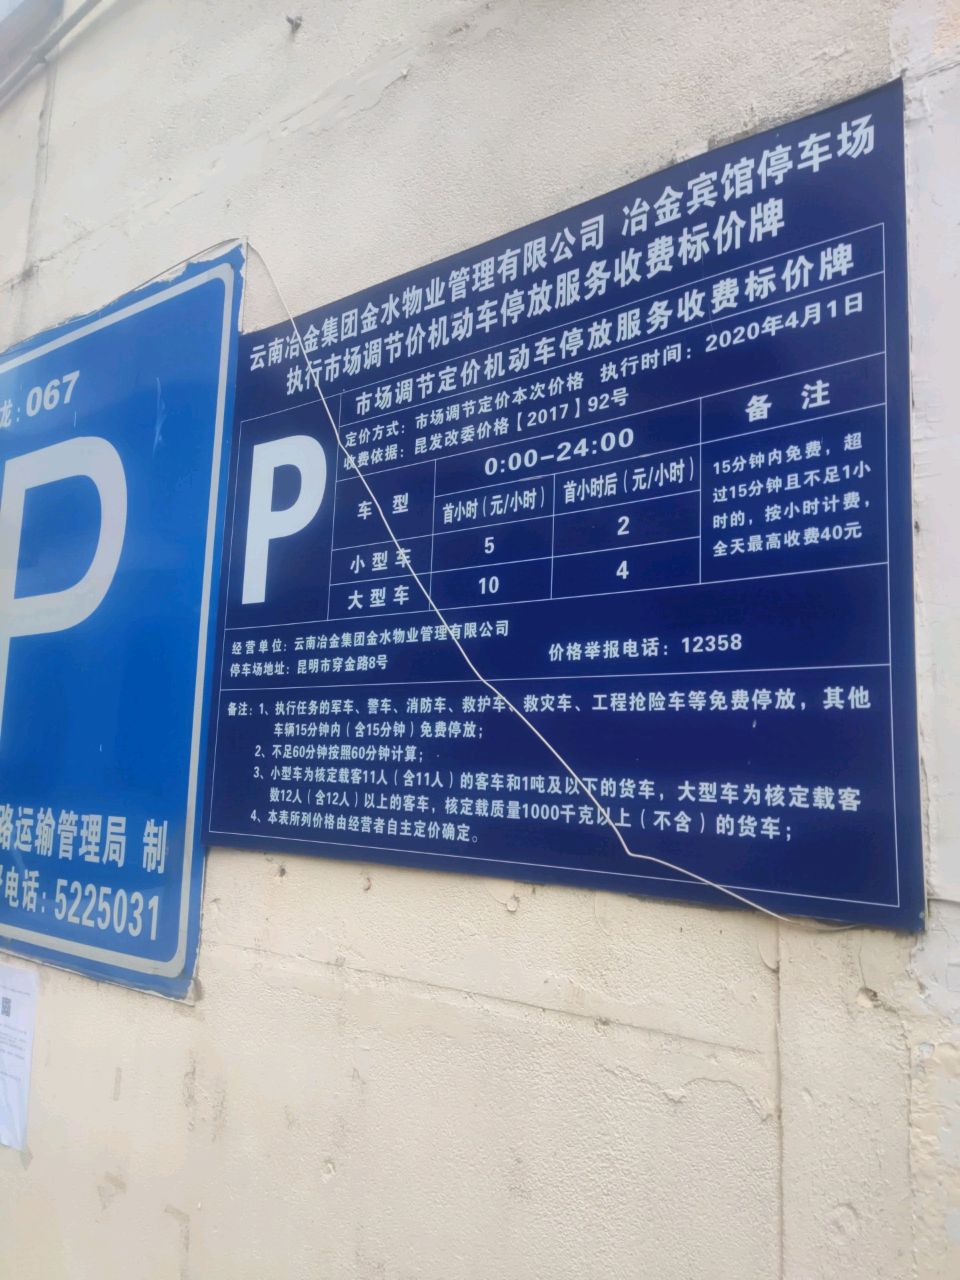 龙：067
P
路运输管理局 制
电话：5225031
云南冶金集团金水物业管理有限公司 冶金宾馆停车场
执行市场调节价机动车停放服务收费标价牌
P
市场调节定价机动车停放服务收费标价牌
定价方式：市场调节定价本次价格 执行时间：2020年4月1日
收费依据：昆发改委价格【2017】92号
车 型
0:00-24:00
备 注
首小时（元/小时）
首小时后（元/小时）
小型车
5
2
大型车
10
4
15分钟内免费，超
过15分钟且不足1小
时的，按小时计费，
全天最高收费40元
经营单位：云南冶金集团金水物业管理有限公司
停车场地址：昆明市穿金路8号
价格举报电话：12358
备注：1、执行任务的军车、警车、消防车、救护车、救灾车、工程抢险车等免费停放，其他
车辆15分钟内（含15分钟）免费停放；
2、不足60分钟按照60分钟计算；
3、小型车为核定载客11人（含11人）的客车和1吨及以下的货车，大型车为核定载客
数12人（含12人）以上的客车，核定载质量1000千克以上（不含）的货车；
4、本表所列价格由经营者自主定价确定。